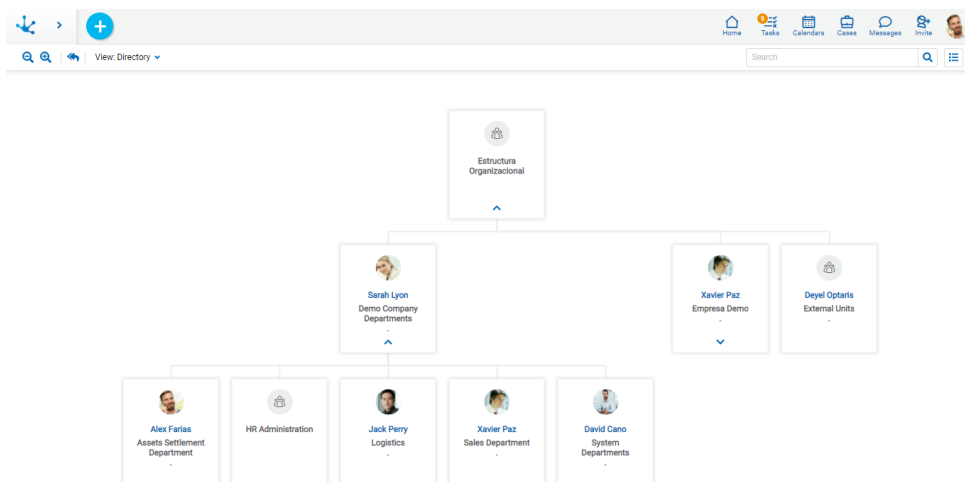 9
Home
Tasks
Calendars
Cases
Messages
Invite
View: Directory
Search
Estructura
Organizacional
Sarah Lyon
Demo Company
Departments
-
Xavier Paz
Empresa Demo
-
Deyel Optaris
External Units
-
Alex Farias
Assets Settlement
Department
-
HR Administration
Jack Perry
Logistics
-
Xavier Paz
Sales Department
-
David Cano
System
Departments
-